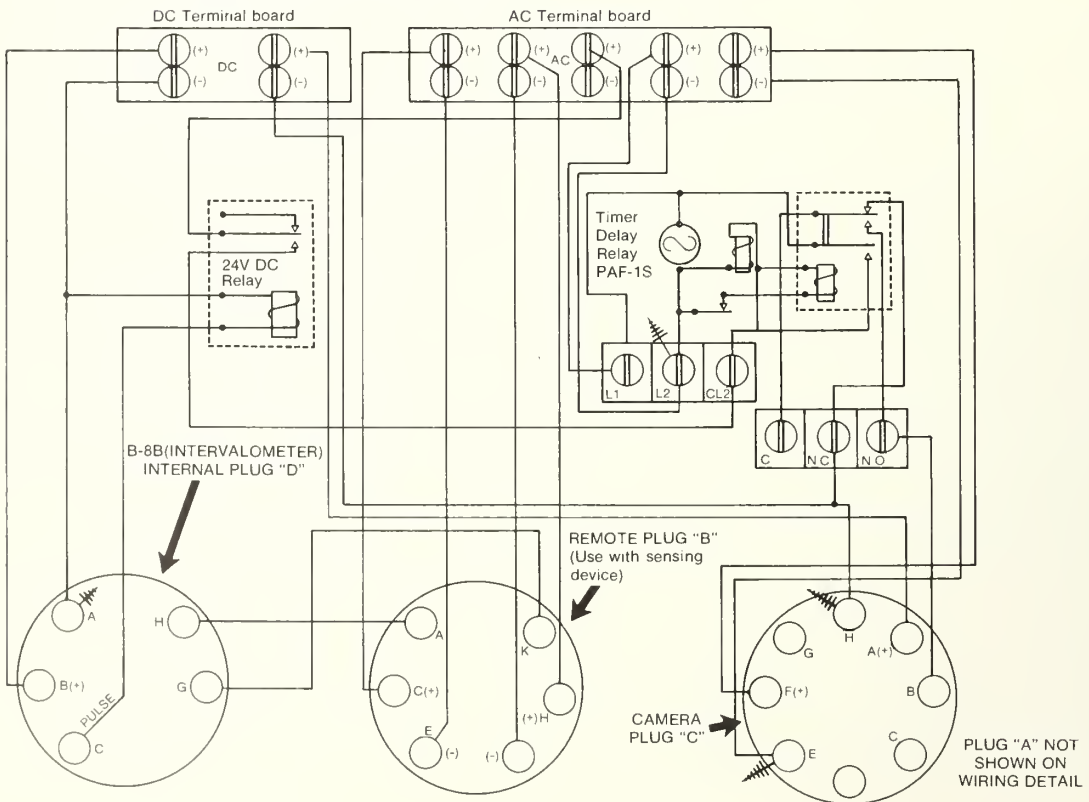 DC Terminal board
AC Terminal board
(+)
(+)
DC
(-)
(-)
(+)
(+)
(+)
(+)
(+)
AC
(-)
(-)
(-)
(-)
(-)
24V DC
Relay
Timer
Delay
Relay
PAF-1S
L1
L2
CL2
C
NC
NO
B-8B(INTERVALOMETER)
INTERNAL PLUG "D"
REMOTE PLUG "B"
(Use with sensing
device)
A
H
B(+)
G
PULSE
C
A
K
C(+)
(+)H
E
(-)
(-)
H
G
A(+)
F(+)
B
CAMERA
PLUG "C"
E
C
PLUG "A" NOT
SHOWN ON
WIRING DETAIL